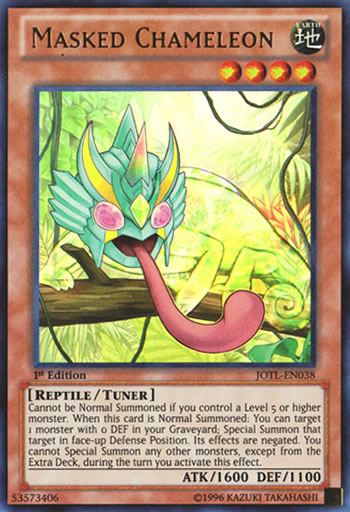 MASKED CHAMELEON
EARTH
地
1st Edition
JOTL-EN038
[REPTILE / TUNER]
Cannot be Normal Summoned if you control a Level 5 or higher
monster. When this card is Normal Summoned: You can target
1 monster with 0 DEF in your Graveyard; Special Summon that
target in face-up Defense Position. Its effects are negated. You
cannot Special Summon any other monsters, except from the
Extra Deck, during the turn you activate this effect.
ATK/1600 DEF/1100
53573406
©1996 KAZUKI TAKAHASHI